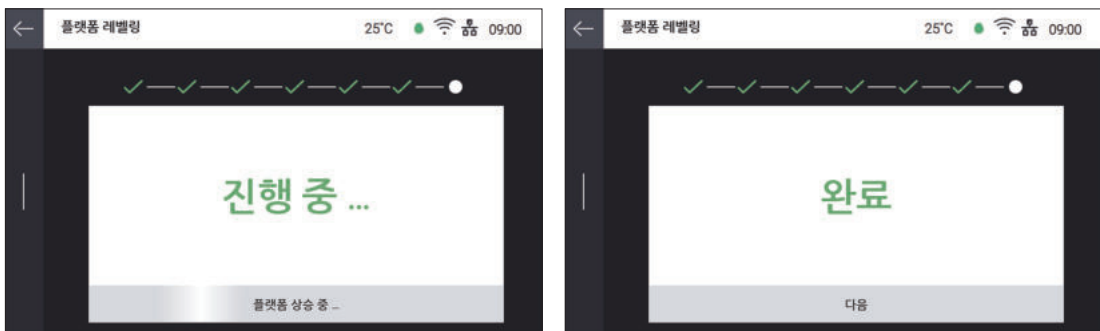 플랫폼 레벨링 25℃ 09:00
진행 중 ...
플랫폼 상승 중 ...
플랫폼 레벨링 25℃ 09:00
완료
다음